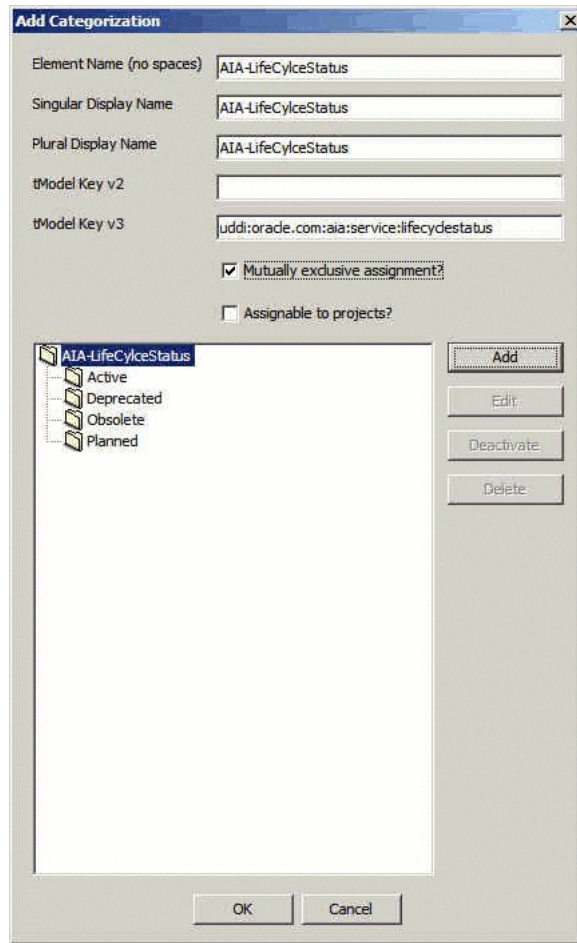 Add Categorization
Element Name (no spaces) AIA-LifeCylceStatus
Singular Display Name AIA-LifeCylceStatus
Plural Display Name AIA-LifeCylceStatus
tModel Key v2
tModel Key v3 uddi:oracle.com:aia:service:lifecyclestatus
Mutually exclusive assignment?
Assignable to projects?
AIA-LifeCylceStatus
Active
Deprecated
Obsolete
Planned
Add
Edit
Deactivate
Delete
OK Cancel